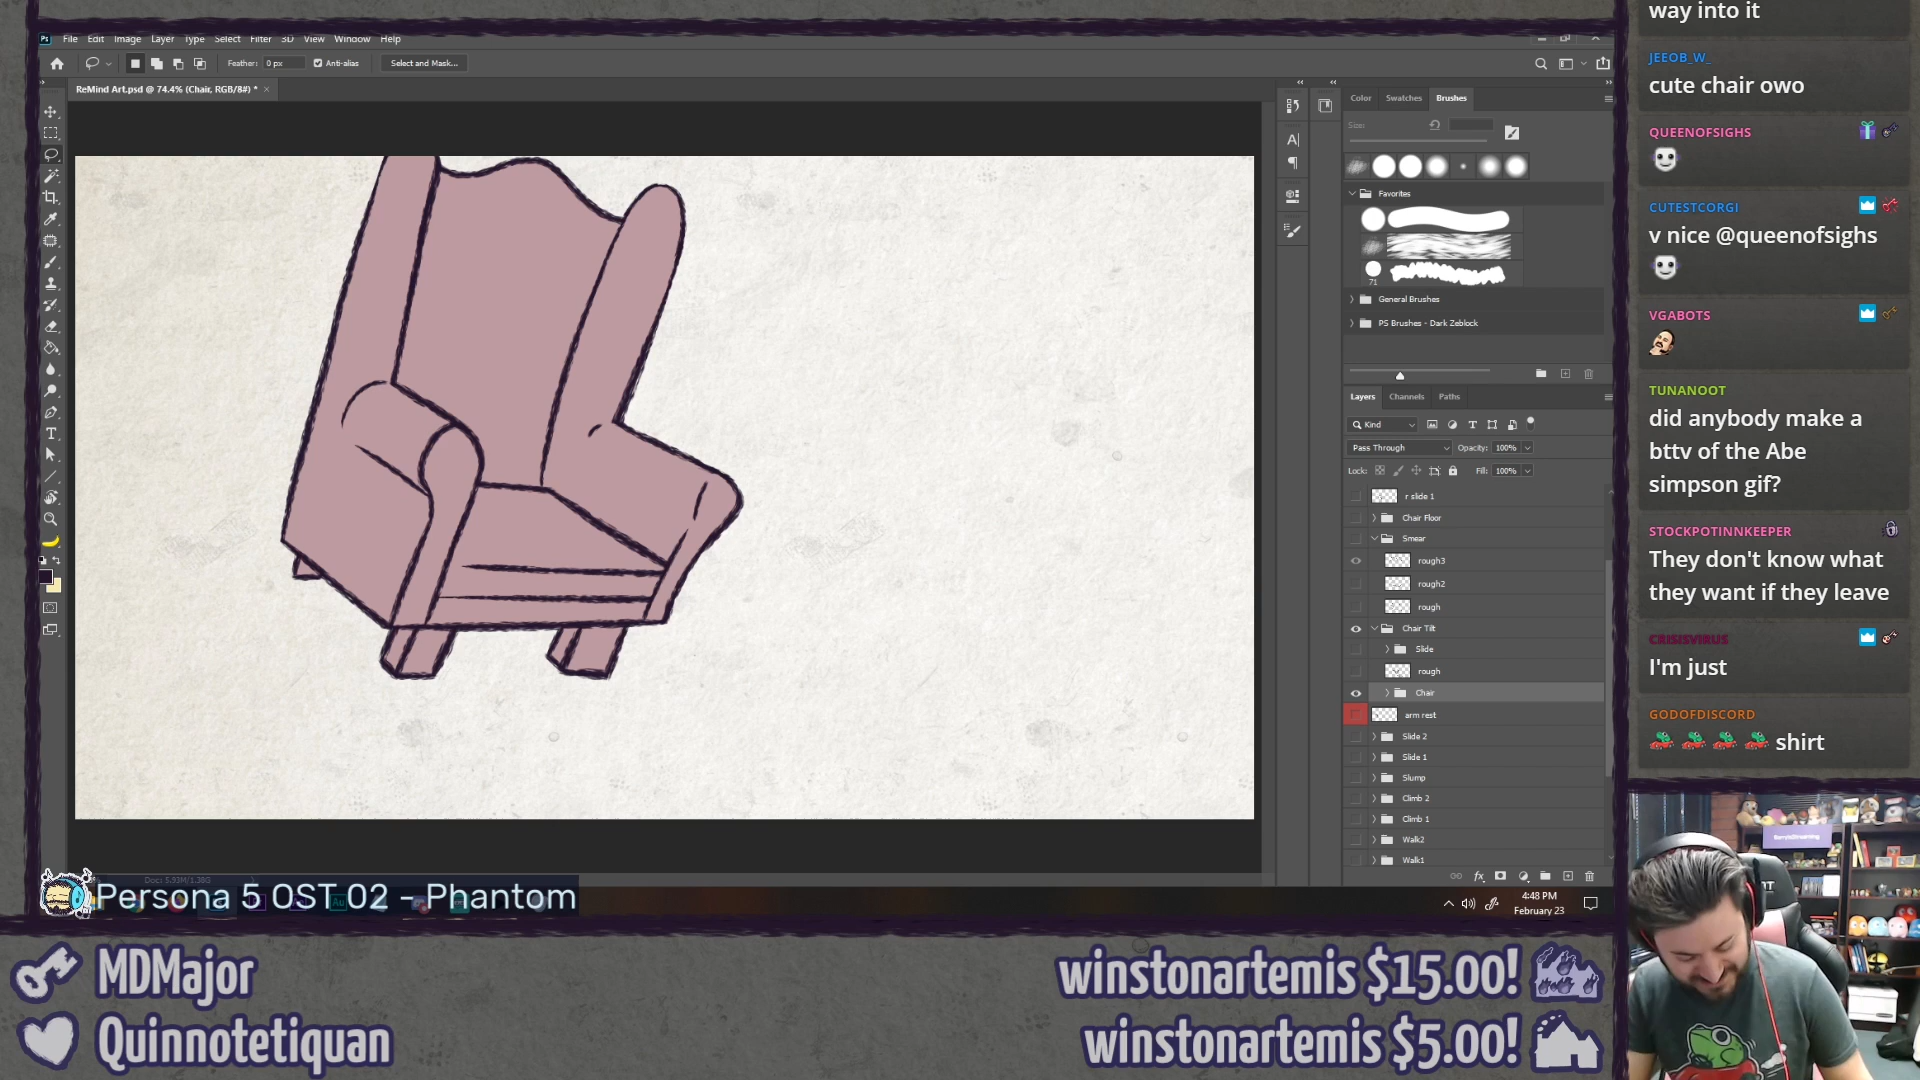 File Edit Image Layer Type Select Filter 3D View Window Help
Feather: 0 px Anti-alias Select and Mask...
ReMind Art.psd @ 74.4% (Chair, RGB/8#) *
Color Swatches Brushes
Size:
Favorites
71
General Brushes
PS Brushes - Dark Zeblock
Layers Channels Paths
Kind
Pass Through Opacity: 100%
Lock: Fill: 100%
r slide 1
Chair Floor
Smear
rough3
rough2
rough
Chair Tilt
Slide
rough
Chair
arm rest
Slide 2
Slide 1
Slump
Climb 2
Climb 1
Walk2
Walk1
4:48 PM
February 23
Persona 5 OST 02 - Phantom
MDMajor
Quinnotetiquan
winstonartemis $15.00!
winstonartemis $5.00!
way into it
JEEOB_W_
cute chair owo
QUEENOFSIGHS
CUTESTCORGI
v nice @queenofsighs
VGABOTS
TUNANOOT
did anybody make a
bttv of the Abe
simpson gif?
STOCKPOTINNKEEPER
They don't know what
they want if they leave
CRISISVIRUS
I'm just
GODOFDISCORD
shirt